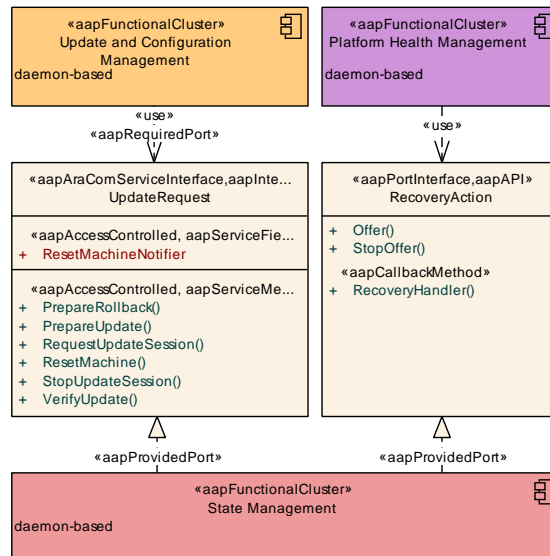 «aapFunctionalCluster»
Update and Configuration
Management
daemon-based
«aapFunctionalCluster»
Platform Health Management
daemon-based
«use»
«aapRequiredPort»
«use»
«aapAraComServiceInterface,aapInte...
UpdateRequest
«aapAccessControlled, aapServiceFie...
+ ResetMachineNotifier
«aapAccessControlled, aapServiceMe...
+ PrepareRollback()
+ PrepareUpdate()
+ RequestUpdateSession()
+ ResetMachine()
+ StopUpdateSession()
+ VerifyUpdate()
«aapPortInterface,aapAPI»
RecoveryAction
+ Offer()
+ StopOffer()
«aapCallbackMethod»
+ RecoveryHandler()
«aapProvidedPort»
«aapProvidedPort»
«aapFunctionalCluster»
State Management
daemon-based